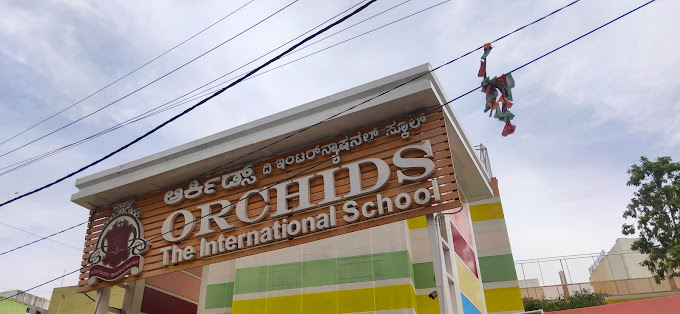 ಆರ್ಕಿಡ್ಸ್ ದಿ ಇಂಟರ್‌ನ್ಯಾಷನಲ್ ಸ್ಕೂಲ್
ORCHIDS
The International School